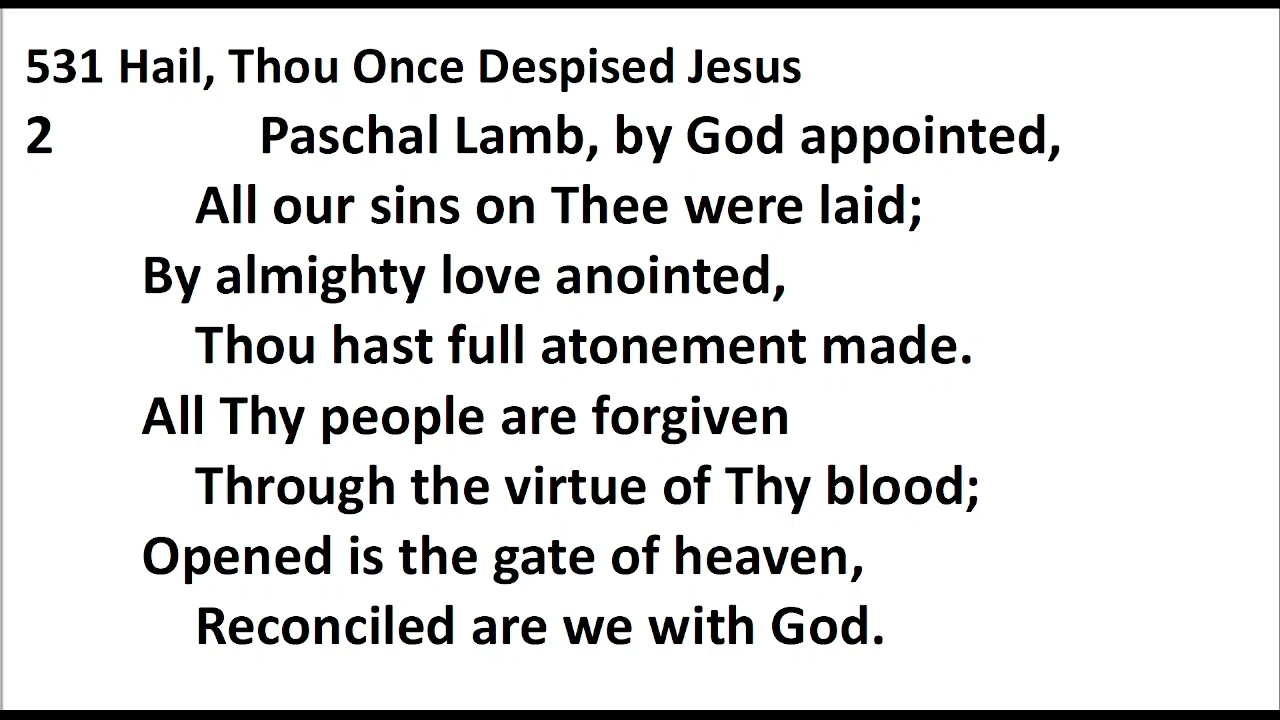 531 Hail, Thou Once Despised Jesus
2 Paschal Lamb, by God appointed,
All our sins on Thee were laid;
By almighty love anointed,
Thou hast full atonement made.
All Thy people are forgiven
Through the virtue of Thy blood;
Opened is the gate of heaven,
Reconciled are we with God.